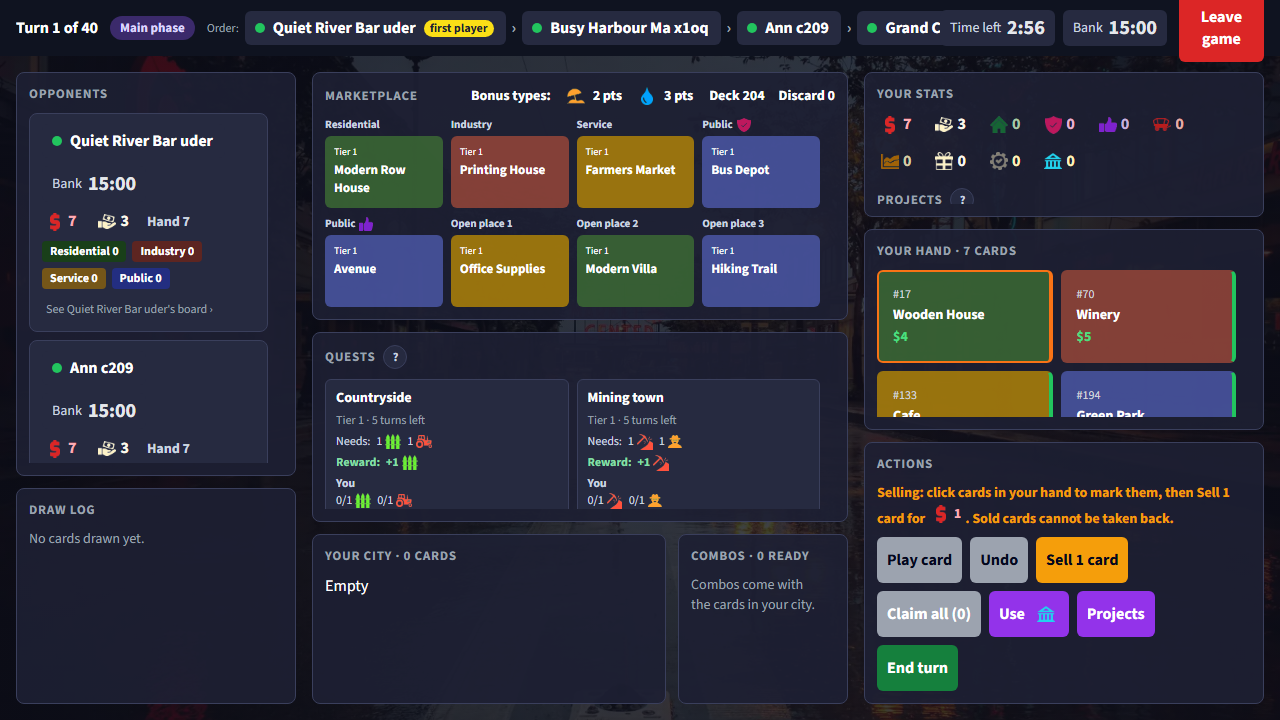 Turn 1 of 40
Main phase
Order:
Quiet River Bar uder
first player
›
Busy Harbour Ma x1oq
›
Ann c209
›
Grand C
Time left 2:56
Bank 15:00
Leave
game
OPPONENTS
Quiet River Bar uder
Bank 15:00
7
3
Hand 7
Residential 0
Industry 0
Service 0
Public 0
See Quiet River Bar uder's board ›
Ann c209
Bank 15:00
7
3
Hand 7
DRAW LOG
No cards drawn yet.
MARKETPLACE
Bonus types:
2 pts
3 pts
Deck 204
Discard 0
Residential
Industry
Service
Public
Tier 1
Modern Row
House
Tier 1
Printing House
Tier 1
Farmers Market
Tier 1
Bus Depot
Public
Open place 1
Open place 2
Open place 3
Tier 1
Avenue
Tier 1
Office Supplies
Tier 1
Modern Villa
Tier 1
Hiking Trail
QUESTS
?
Countryside
Tier 1 · 5 turns left
Needs: 1 1
Reward: +1
You
0/1 0/1
Mining town
Tier 1 · 5 turns left
Needs: 1 1
Reward: +1
You
0/1 0/1
YOUR CITY · 0 CARDS
Empty
COMBOS · 0 READY
Combos come with
the cards in your city.
YOUR STATS
7
3
0
0
0
0
0
0
0
0
PROJECTS
?
YOUR HAND · 7 CARDS
#17
Wooden House
$4
#70
Winery
$5
#133
Cafe
#194
Green Park
ACTIONS
Selling: click cards in your hand to mark them, then Sell 1
card for $ 1 . Sold cards cannot be taken back.
Play card
Undo
Sell 1 card
Claim all (0)
Use
Projects
End turn